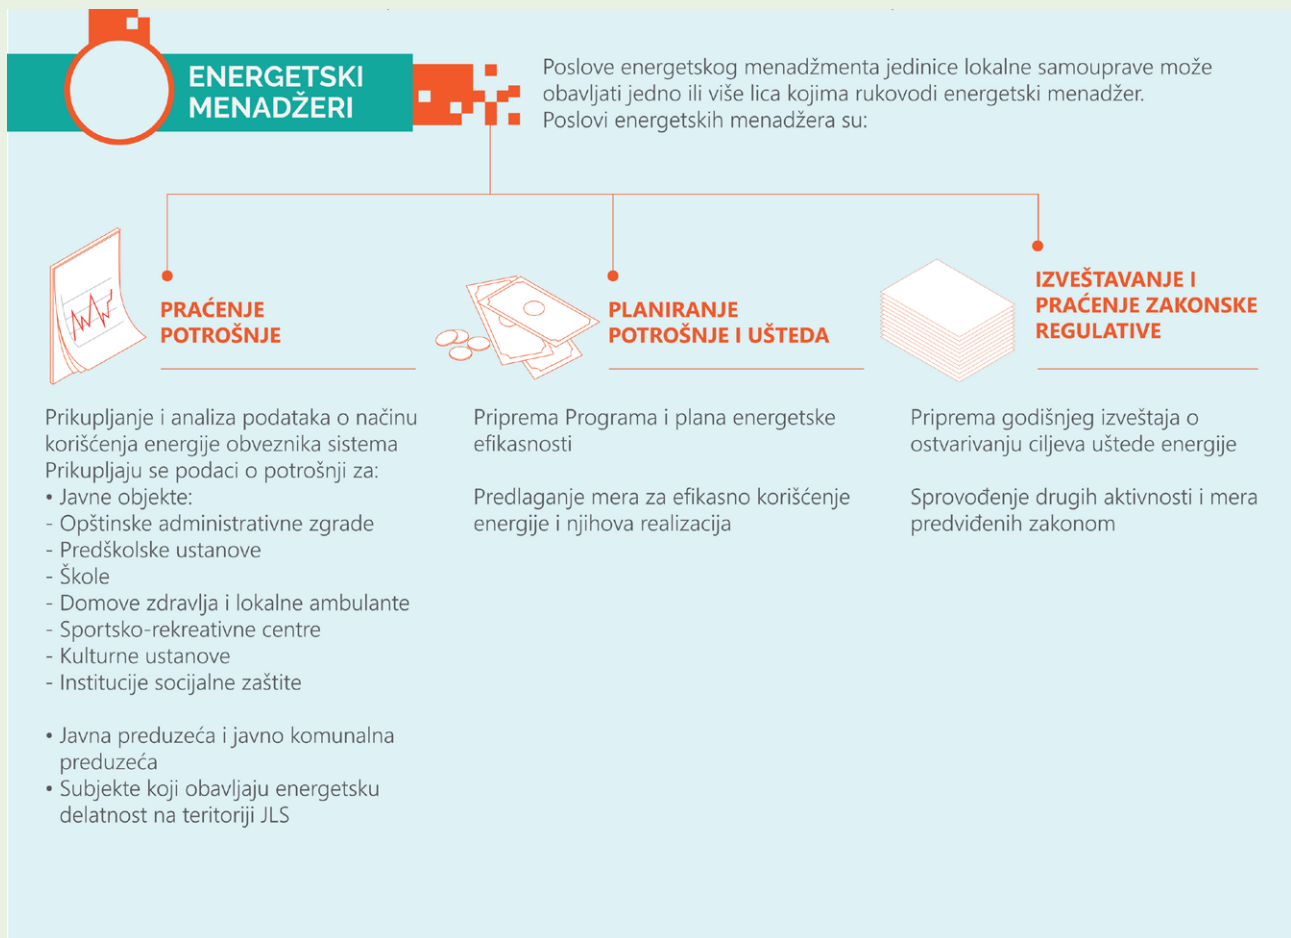 ENERGETSKI
MENADŽERI
Poslove energetskog menadžmenta jedinice lokalne samouprave može
obavljati jedno ili više lica kojima rukovodi energetski menadžer.
Poslovi energetskih menadžera su:
PRAĆENJE
POTROŠNJE
Prikupljanje i analiza podataka o načinu
korišćenja energije obveznika sistema
Prikupljaju se podaci o potrošnji za:
• Javne objekte:
- Opštinske administrativne zgrade
- Predškolske ustanove
- Škole
- Domove zdravlja i lokalne ambulante
- Sportsko-rekreativne centre
- Kulturne ustanove
- Institucije socijalne zaštite
• Javna preduzeća i javno komunalna
preduzeća
• Subjekte koji obavljaju energetsku
delatnost na teritoriji JLS
PLANIRANJE
POTROŠNJE I UŠTEDA
Priprema Programa i plana energetske
efikasnosti
Predlaganje mera za efikasno korišćenje
energije i njihova realizacija
IZVEŠTAVANJE I
PRAĆENJE ZAKONSKE
REGULATIVE
Priprema godišnjeg izveštaja o
ostvarivanju ciljeva uštede energije
Sprovođenje drugih aktivnosti i mera
predviđenih zakonom